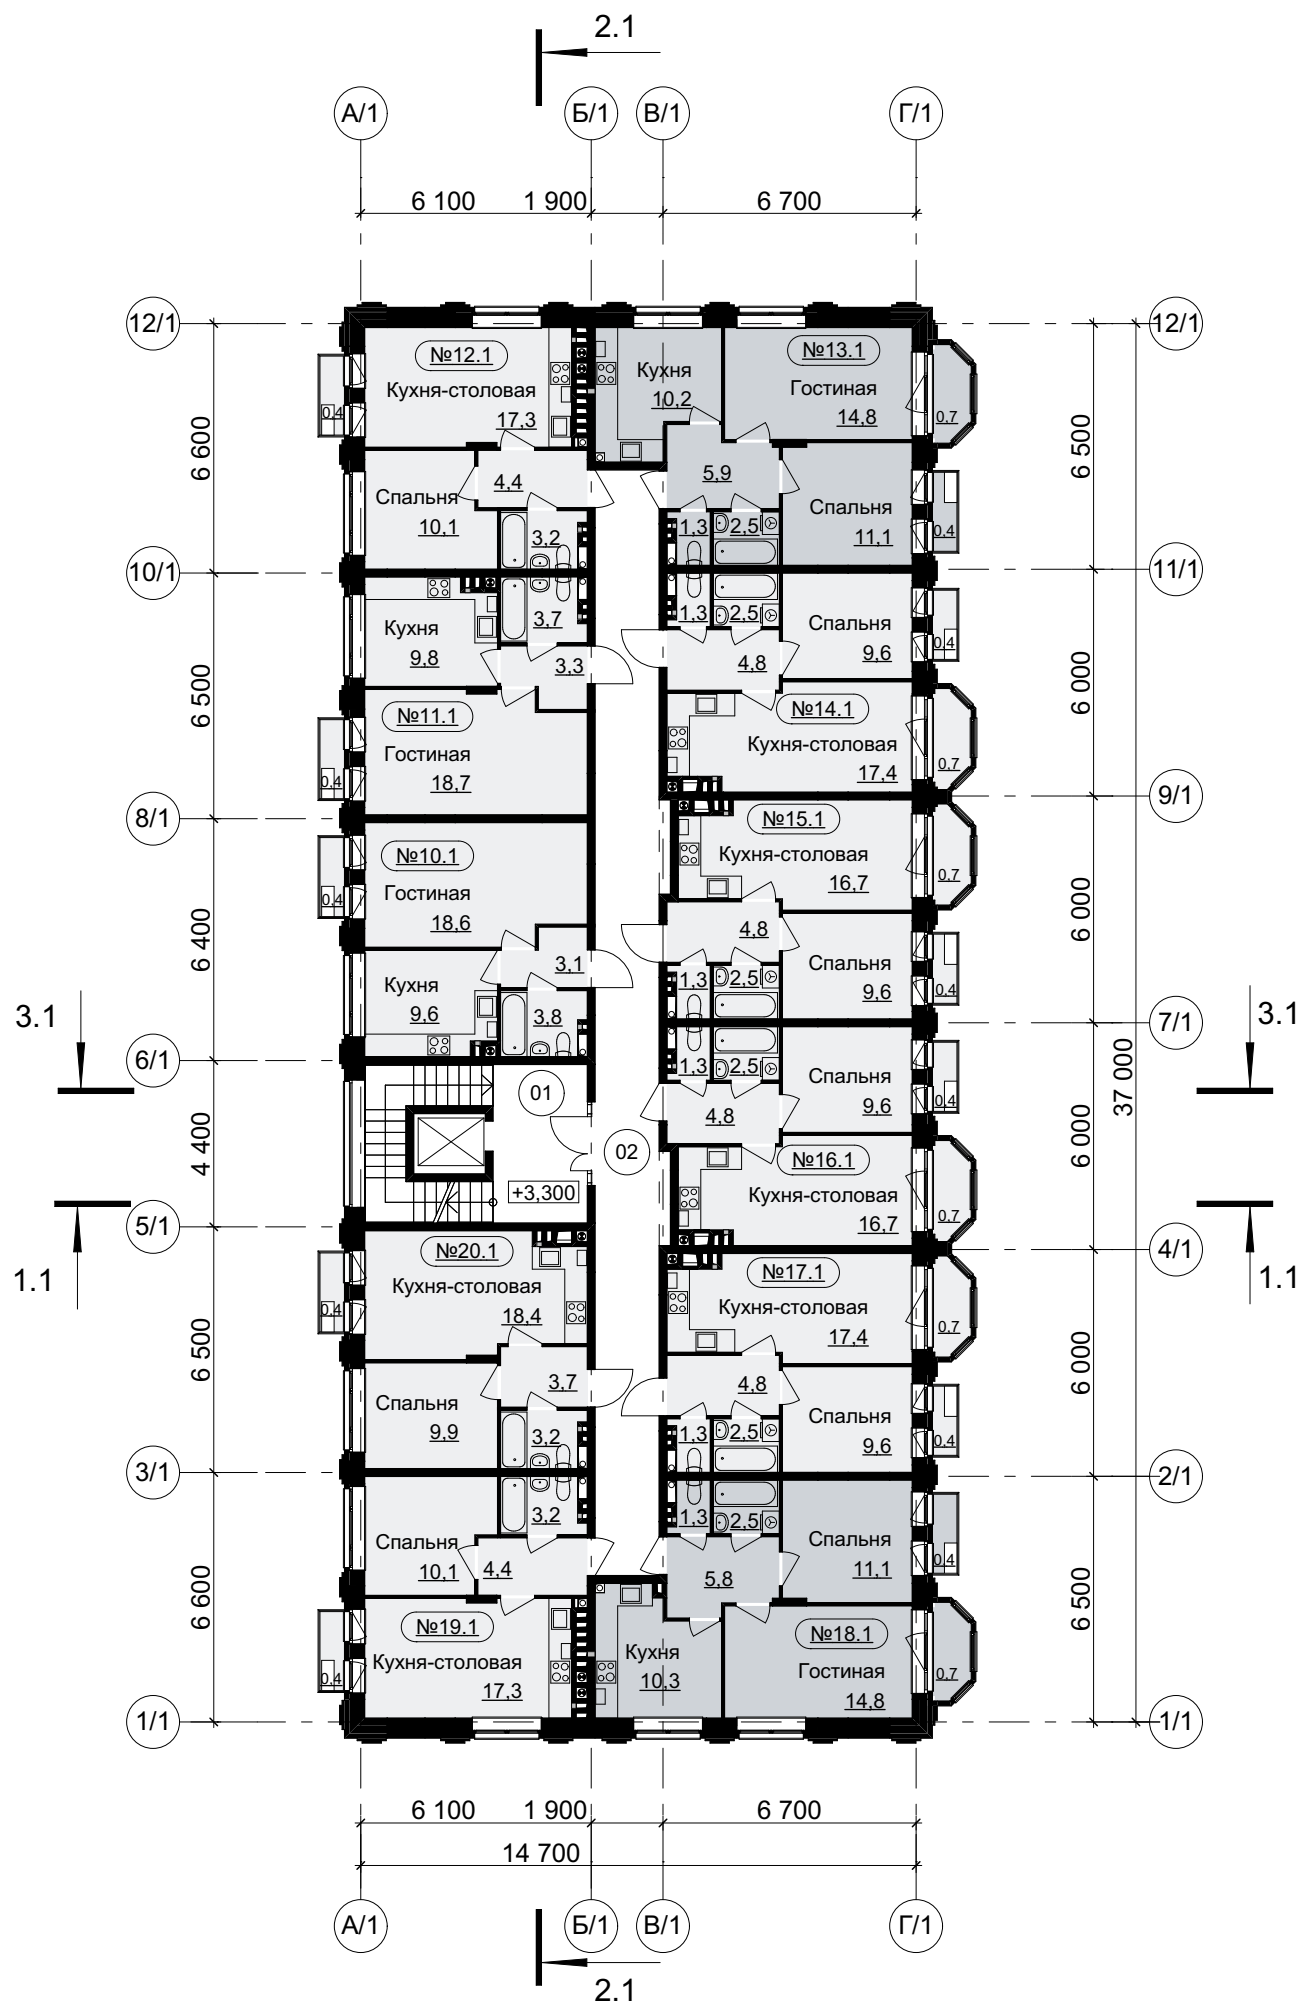 2.1
А/1 Б/1 В/1 Г/1
6 100 1 900 6 700
12/1 12/1
№12.1 №13.1
Кухня Гостиная
Кухня-столовая 10,2 14,8
0,4 17,3 0,7
6 600 6 500
4,4 5,9
Спальня Спальня
10,1 3,2 1,3 2,5 11,1 0,4
10/1 11/1
3,7 1,3 2,5
Кухня Спальня
9,8 3,3 4,8 9,6 0,4
6 500 6 000
№11.1 №14.1
Гостиная Кухня-столовая
0,4 18,7 17,4 0,7
8/1 9/1
№10.1 №15.1
Гостиная Кухня-столовая
0,4 18,6 16,7 0,7
6 400 6 000
3,1 4,8
Кухня Спальня
9,6 3,8 1,3 2,5 9,6 0,4
3.1 3.1
6/1 7/1
37 000
01 1,3 2,5
Спальня
4,8 9,6 0,4
4 400 6 000
02
№16.1
+3,300 Кухня-столовая
16,7 0,7
5/1 4/1
1.1 1.1
№20.1 №17.1
Кухня-столовая Кухня-столовая
0,4 18,4 17,4 0,7
6 500 6 000
3,7 4,8
Спальня Спальня
9,9 3,2 1,3 2,5 9,6 0,4
3/1 2/1
3,2 1,3 2,5
Спальня Спальня
10,1 4,4 5,8 11,1 0,4
6 600 6 500
№19.1 №18.1
Кухня-столовая Кухня Гостиная
0,4 17,3 10,3 14,8 0,7
1/1 1/1
6 100 1 900 6 700
14 700
А/1 Б/1 В/1 Г/1
2.1